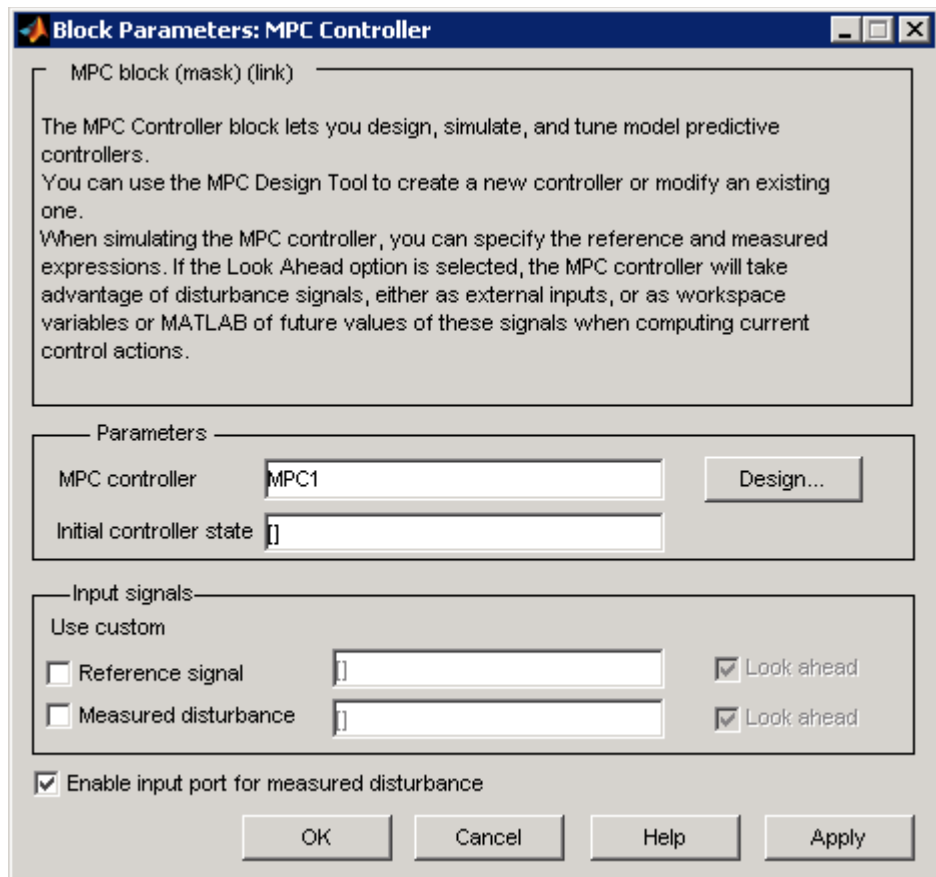 Block Parameters: MPC Controller
MPC block (mask) (link)
The MPC Controller block lets you design, simulate, and tune model predictive
controllers.
You can use the MPC Design Tool to create a new controller or modify an existing
one.
When simulating the MPC controller, you can specify the reference and measured
expressions. If the Look Ahead option is selected, the MPC controller will take
advantage of disturbance signals, either as external inputs, or as workspace
variables or MATLAB of future values of these signals when computing current
control actions.
Parameters
MPC controller MPC1 Design...
Initial controller state []
Input signals
Use custom
Reference signal [] Look ahead
Measured disturbance [] Look ahead
Enable input port for measured disturbance
OK Cancel Help Apply